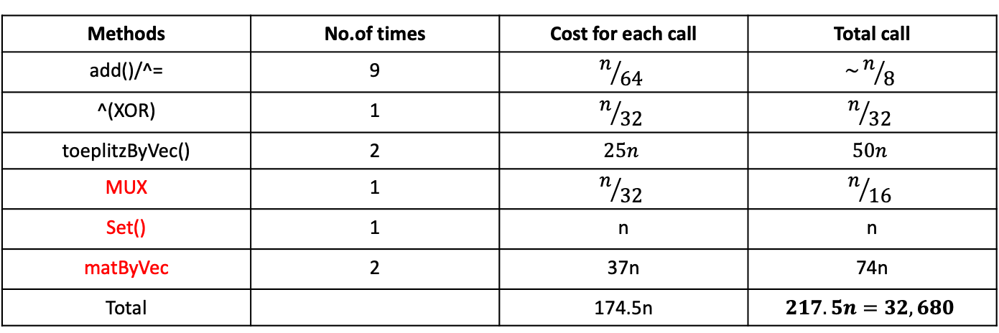 Methods No.of times Cost for each call Total call
add()/^= 9 n/64 ~n/8
^(XOR) 1 n/32 n/32
toeplitzByVec() 2 25n 50n
MUX 1 n/32 n/16
Set() 1 n n
matByVec 2 37n 74n
Total 174.5n 217.5n = 32,680